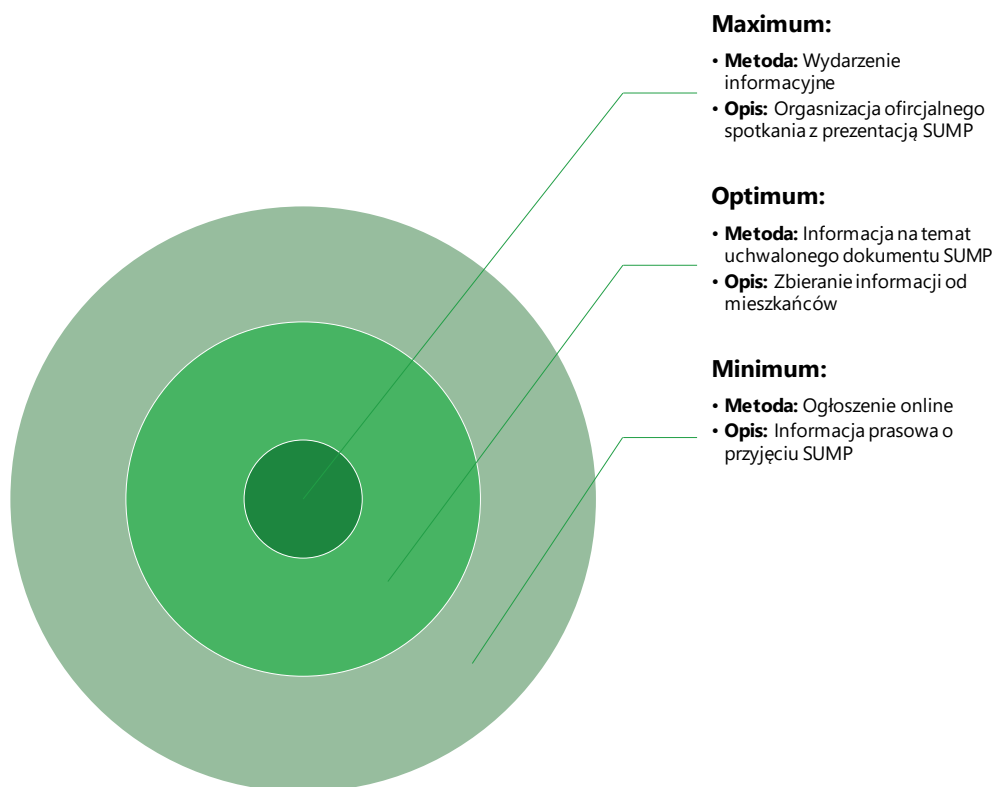 Maximum:
• Metoda: Wydarzenie
informacyjne
• Opis: Orgasnizacja ofircjalnego
spotkania z prezentacją SUMP
Optimum:
• Metoda: Informacja na temat
uchwalonego dokumentu SUMP
• Opis: Zbieranie informacji od
mieszkańców
Minimum:
• Metoda: Ogłoszenie online
• Opis: Informacja prasowa o
przyjęciu SUMP